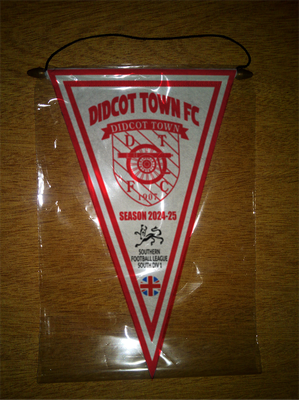 DIDCOT TOWN FC
DIDCOT TOWN
D T
F C
1907
SEASON 2024-25
SOUTHERN
FOOTBALL LEAGUE
SOUTH DIV 1